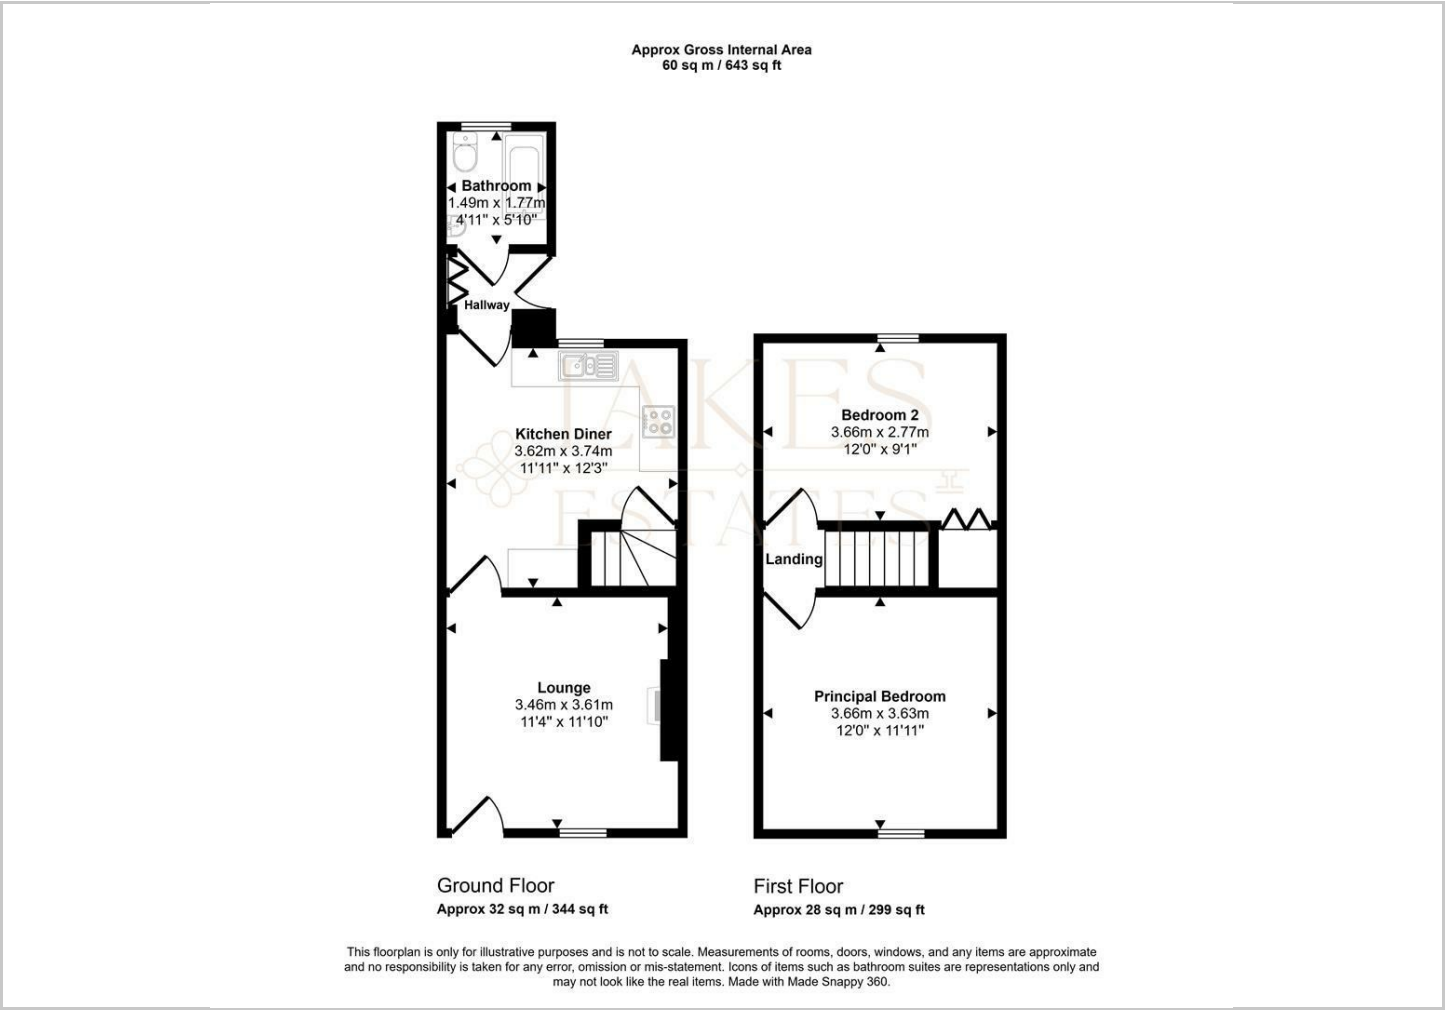 Approx Gross Internal Area
60 sq m / 643 sq ft
Bathroom
1.49m x 1.77m
4'11" x 5'10"
Hallway
Kitchen Diner
3.62m x 3.74m
11'11" x 12'3"
Lounge
3.46m x 3.61m
11'4" x 11'10"
Bedroom 2
3.66m x 2.77m
12'0" x 9'1"
Landing
Principal Bedroom
3.66m x 3.63m
12'0" x 11'11"
JAKES
ESTATES
Ground Floor
Approx 32 sq m / 344 sq ft
First Floor
Approx 28 sq m / 299 sq ft
This floorplan is only for illustrative purposes and is not to scale. Measurements of rooms, doors, windows, and any items are approximate
and no responsibility is taken for any error, omission or mis-statement. Icons of items such as bathroom suites are representations only and
may not look like the real items. Made with Made Snappy 360.